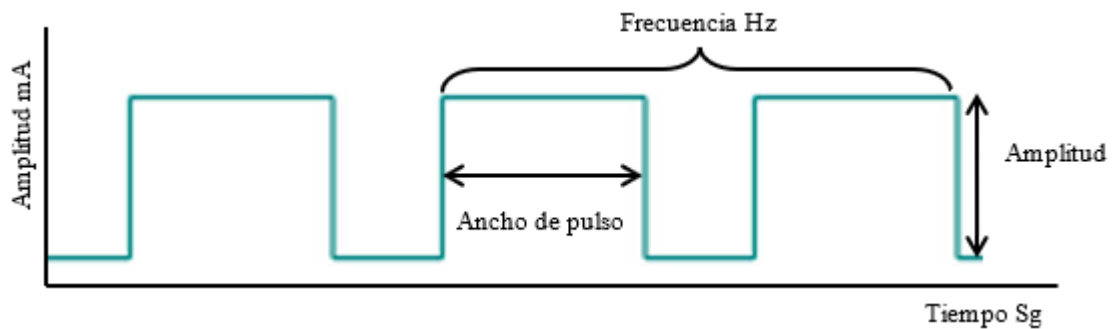 Frecuencia Hz
Amplitud mA
Amplitud
Ancho de pulso
Tiempo Sg